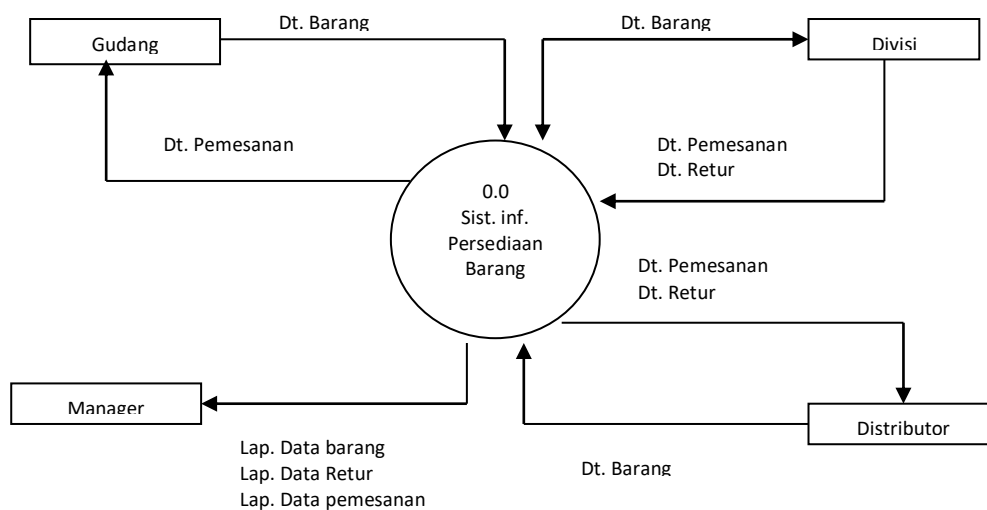 Dt. Barang
Dt. Barang
Gudang
Divisi
Dt. Pemesanan
Dt. Pemesanan
Dt. Retur
0.0
Sist. inf.
Persediaan
Barang
Dt. Pemesanan
Dt. Retur
Manager
Distributor
Lap. Data barang
Lap. Data Retur
Lap. Data pemesanan
Dt. Barang